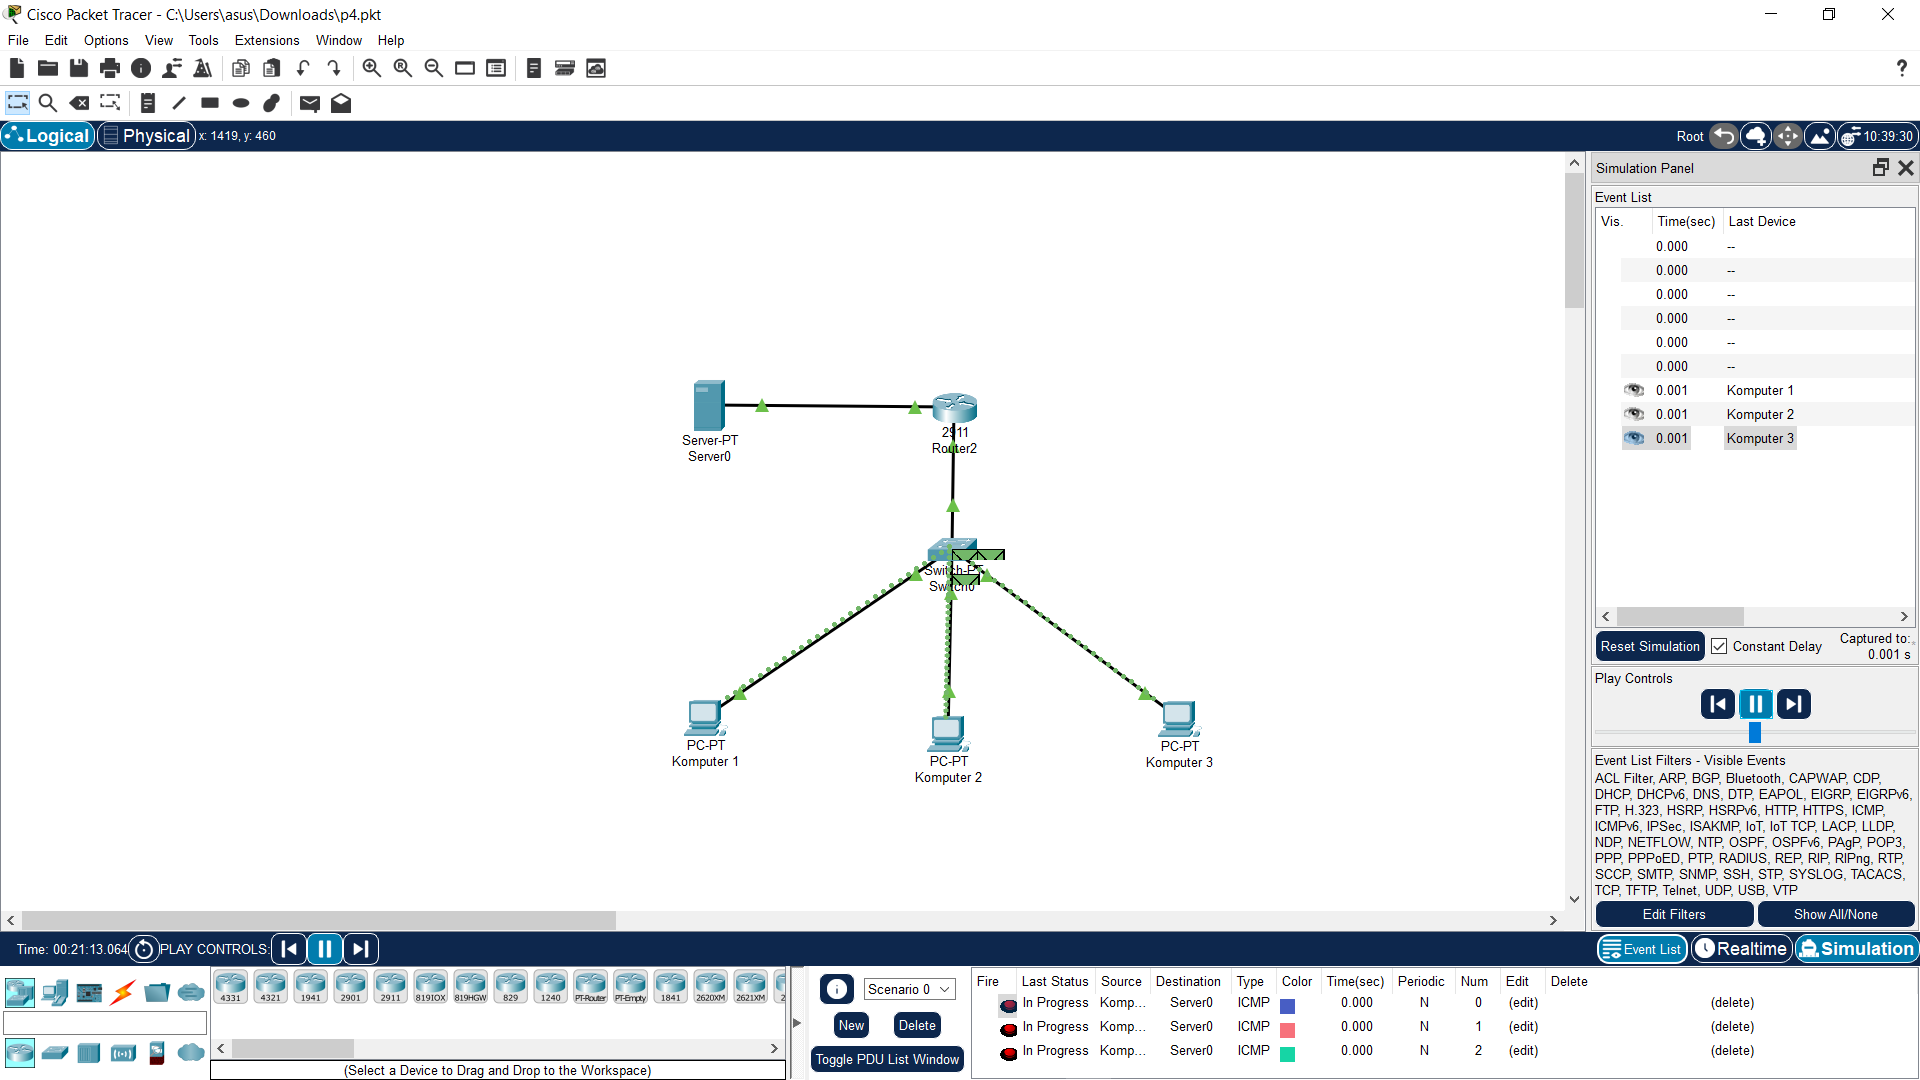 Cisco Packet Tracer - C:\Users\asus\Downloads\p4.pkt
File Edit Options View Tools Extensions Window Help
?
Logical Physical x: 1419, y: 460 Root 10:39:30
Simulation Panel
Event List
Vis. Time(sec) Last Device
0.000 --
0.000 --
0.000 --
0.000 --
0.000 --
0.000 --
0.001 Komputer 1
0.001 Komputer 2
0.001 Komputer 3
Server-PT
Server0
2911
Router2
Switch-PT
Switch0
PC-PT
Komputer 1
PC-PT
Komputer 2
PC-PT
Komputer 3
Reset Simulation Constant Delay Captured to:
0.001 s
Play Controls
Event List Filters - Visible Events
ACL Filter, ARP, BGP, Bluetooth, CAPWAP, CDP,
DHCP, DHCPv6, DNS, DTP, EAPOL, EIGRP, EIGRPv6,
FTP, H.323, HSRP, HSRPv6, HTTP, HTTPS, ICMP,
ICMPv6, IPSec, ISAKMP, IoT, IoT TCP, LACP, LLDP,
NDP, NETFLOW, NTP, OSPF, OSPFv6, PAgP, POP3,
PPP, PPPoED, PTP, RADIUS, REP, RIP, RIPng, RTP,
SCCP, SMTP, SNMP, SSH, STP, SYSLOG, TACACS,
TCP, TFTP, Telnet, UDP, USB, VTP
Edit Filters Show All/None
Time: 00:21:13.064 PLAY CONTROLS: Event List Realtime Simulation
4331 4321 1941 2901 2911 819IOX 819HGW 829 1240 PT-Router PT-Empty 1841 2620XM 2621XM 2
(Select a Device to Drag and Drop to the Workspace)
Scenario 0
New Delete
Toggle PDU List Window
Fire Last Status Source Destination Type Color Time(sec) Periodic Num Edit Delete
In Progress Komp... Server0 ICMP 0.000 N 0 (edit) (delete)
In Progress Komp... Server0 ICMP 0.000 N 1 (edit) (delete)
In Progress Komp... Server0 ICMP 0.000 N 2 (edit) (delete)